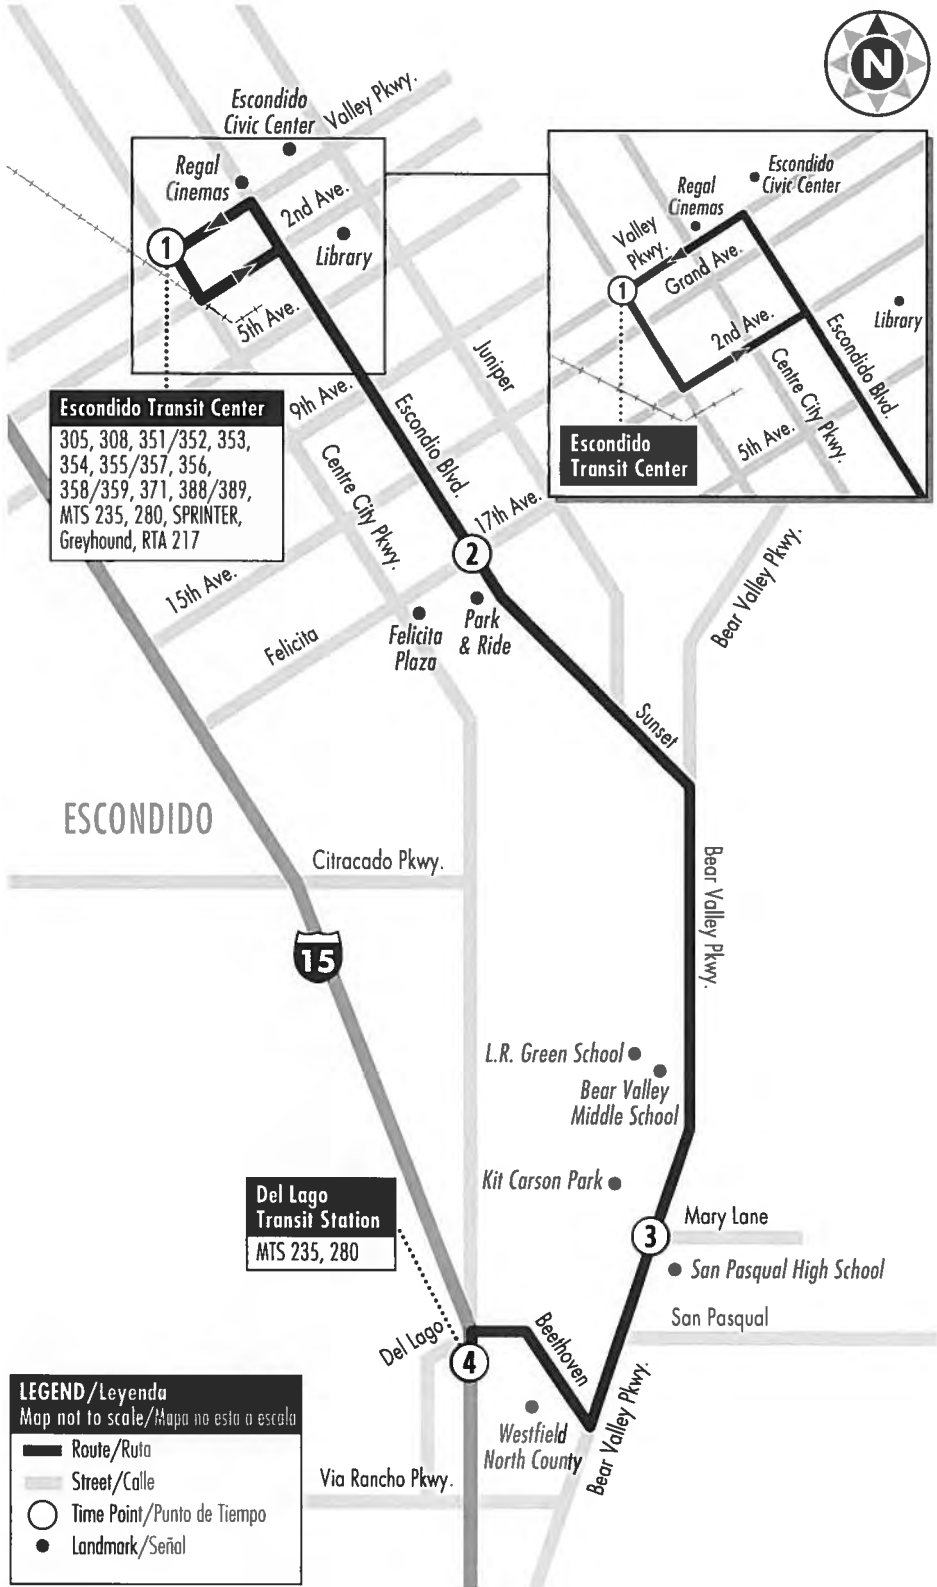 N
Escondido
Civic Center
Valley Pkwy.
Regal
Cinemas
2nd Ave.
Library
1
5th Ave.
Juniper
9th Ave.
Escondio Blvd.
Centre City Pkwy.
Escondido Transit Center
305, 308, 351/352, 353,
354, 355/357, 356,
358/359, 371, 388/389,
MTS 235, 280, SPRINTER,
Greyhound, RTA 217
Escondido
Civic Center
Regal
Cinemas
Valley
Pkwy.
Grand Ave.
1
2nd Ave.
Library
Escondido Blvd.
Centre City Pkwy.
5th Ave.
Escondido
Transit Center
17th Ave.
2
15th Ave.
Felicita
Felicita
Plaza
Park
& Ride
Bear Valley Pkwy.
Sunset
ESCONDIDO
Citracado Pkwy.
Bear Valley Pkwy.
15
L.R. Green School
Bear Valley
Middle School
Kit Carson Park
Del Lago
Transit Station
MTS 235, 280
Mary Lane
3
San Pasqual High School
San Pasqual
Del Lago
4
Beethoven
Westfield
North County
Bear Valley Pkwy.
Via Rancho Pkwy.
LEGEND/Leyenda
Map not to scale/Mapa no esta a escala
Route/Ruta
Street/Calle
Time Point/Punto de Tiempo
Landmark/Señal